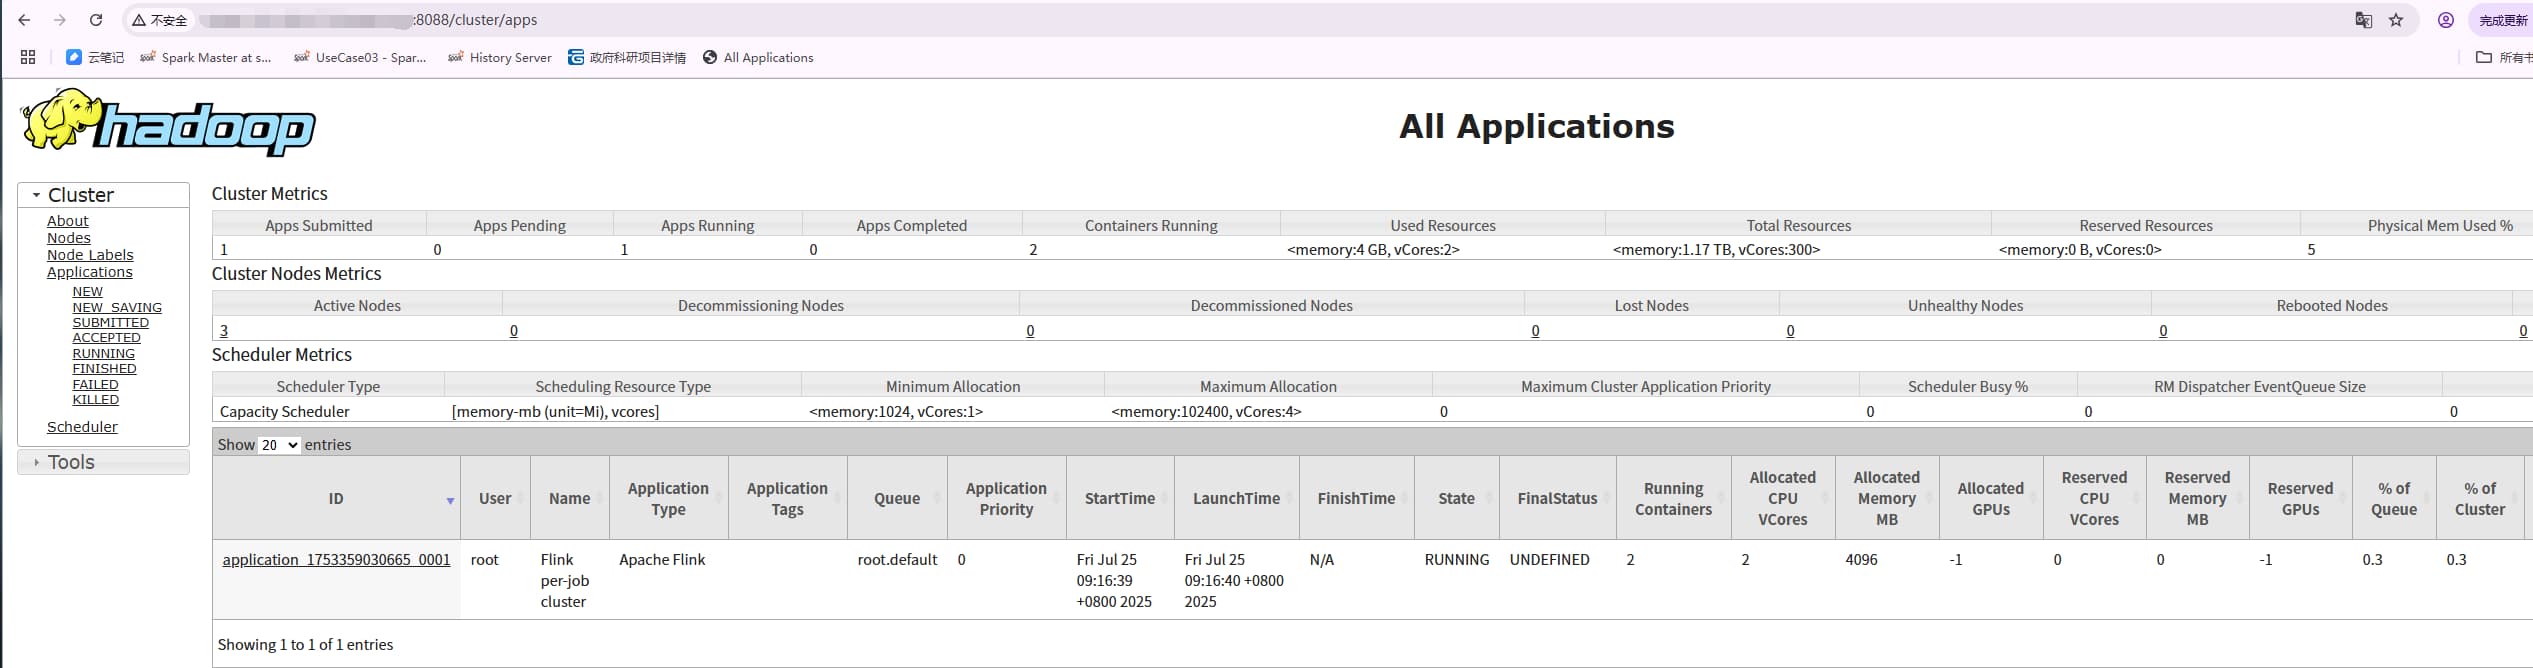 不安全 :8088/cluster/apps 完成更新
云笔记 Spark Master at s... UseCase03 - Spar... History Server 政府科研项目详情 All Applications 所有书
hadoop
All Applications
Cluster
About
Nodes
Node Labels
Applications
NEW
NEW_SAVING
SUBMITTED
ACCEPTED
RUNNING
FINISHED
FAILED
KILLED
Scheduler
Tools
Cluster Metrics
Apps Submitted Apps Pending Apps Running Apps Completed Containers Running Used Resources Total Resources Reserved Resources Physical Mem Used %
1 0 1 0 2 <memory:4 GB, vCores:2> <memory:1.17 TB, vCores:300> <memory:0 B, vCores:0> 5
Cluster Nodes Metrics
Active Nodes Decommissioning Nodes Decommissioned Nodes Lost Nodes Unhealthy Nodes Rebooted Nodes
3 0 0 0 0 0 0
Scheduler Metrics
Scheduler Type Scheduling Resource Type Minimum Allocation Maximum Allocation Maximum Cluster Application Priority Scheduler Busy % RM Dispatcher EventQueue Size
Capacity Scheduler [memory-mb (unit=Mi), vcores] <memory:1024, vCores:1> <memory:102400, vCores:4> 0 0 0 0
Show 20 entries
ID User Name Application Type Application Tags Queue Application Priority StartTime LaunchTime FinishTime State FinalStatus Running Containers Allocated CPU VCores Allocated Memory MB Allocated GPUs Reserved CPU VCores Reserved Memory MB Reserved GPUs % of Queue % of Cluster
application_1753359030665_0001 root Flink per-job cluster Apache Flink root.default 0 Fri Jul 25 09:16:39 +0800 2025 Fri Jul 25 09:16:40 +0800 2025 N/A RUNNING UNDEFINED 2 2 4096 -1 0 0 -1 0.3 0.3
Showing 1 to 1 of 1 entries